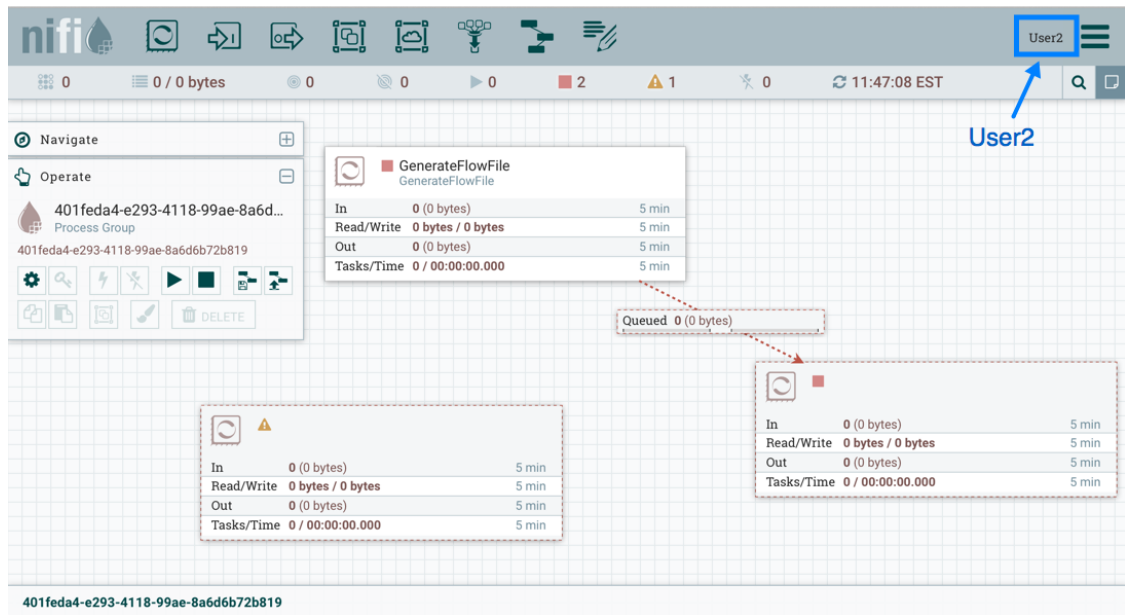 nifi
User2
0
0 / 0 bytes
0
0
0
2
1
0
11:47:08 EST
User2
Navigate
Operate
401feda4-e293-4118-99ae-8a6d...
Process Group
401feda4-e293-4118-99ae-8a6d6b72b819
DELETE
GenerateFlowFile
GenerateFlowFile
In 0 (0 bytes) 5 min
Read/Write 0 bytes / 0 bytes 5 min
Out 0 (0 bytes) 5 min
Tasks/Time 0 / 00:00:00.000 5 min
Queued 0 (0 bytes)
In 0 (0 bytes) 5 min
Read/Write 0 bytes / 0 bytes 5 min
Out 0 (0 bytes) 5 min
Tasks/Time 0 / 00:00:00.000 5 min
In 0 (0 bytes) 5 min
Read/Write 0 bytes / 0 bytes 5 min
Out 0 (0 bytes) 5 min
Tasks/Time 0 / 00:00:00.000 5 min
401feda4-e293-4118-99ae-8a6d6b72b819